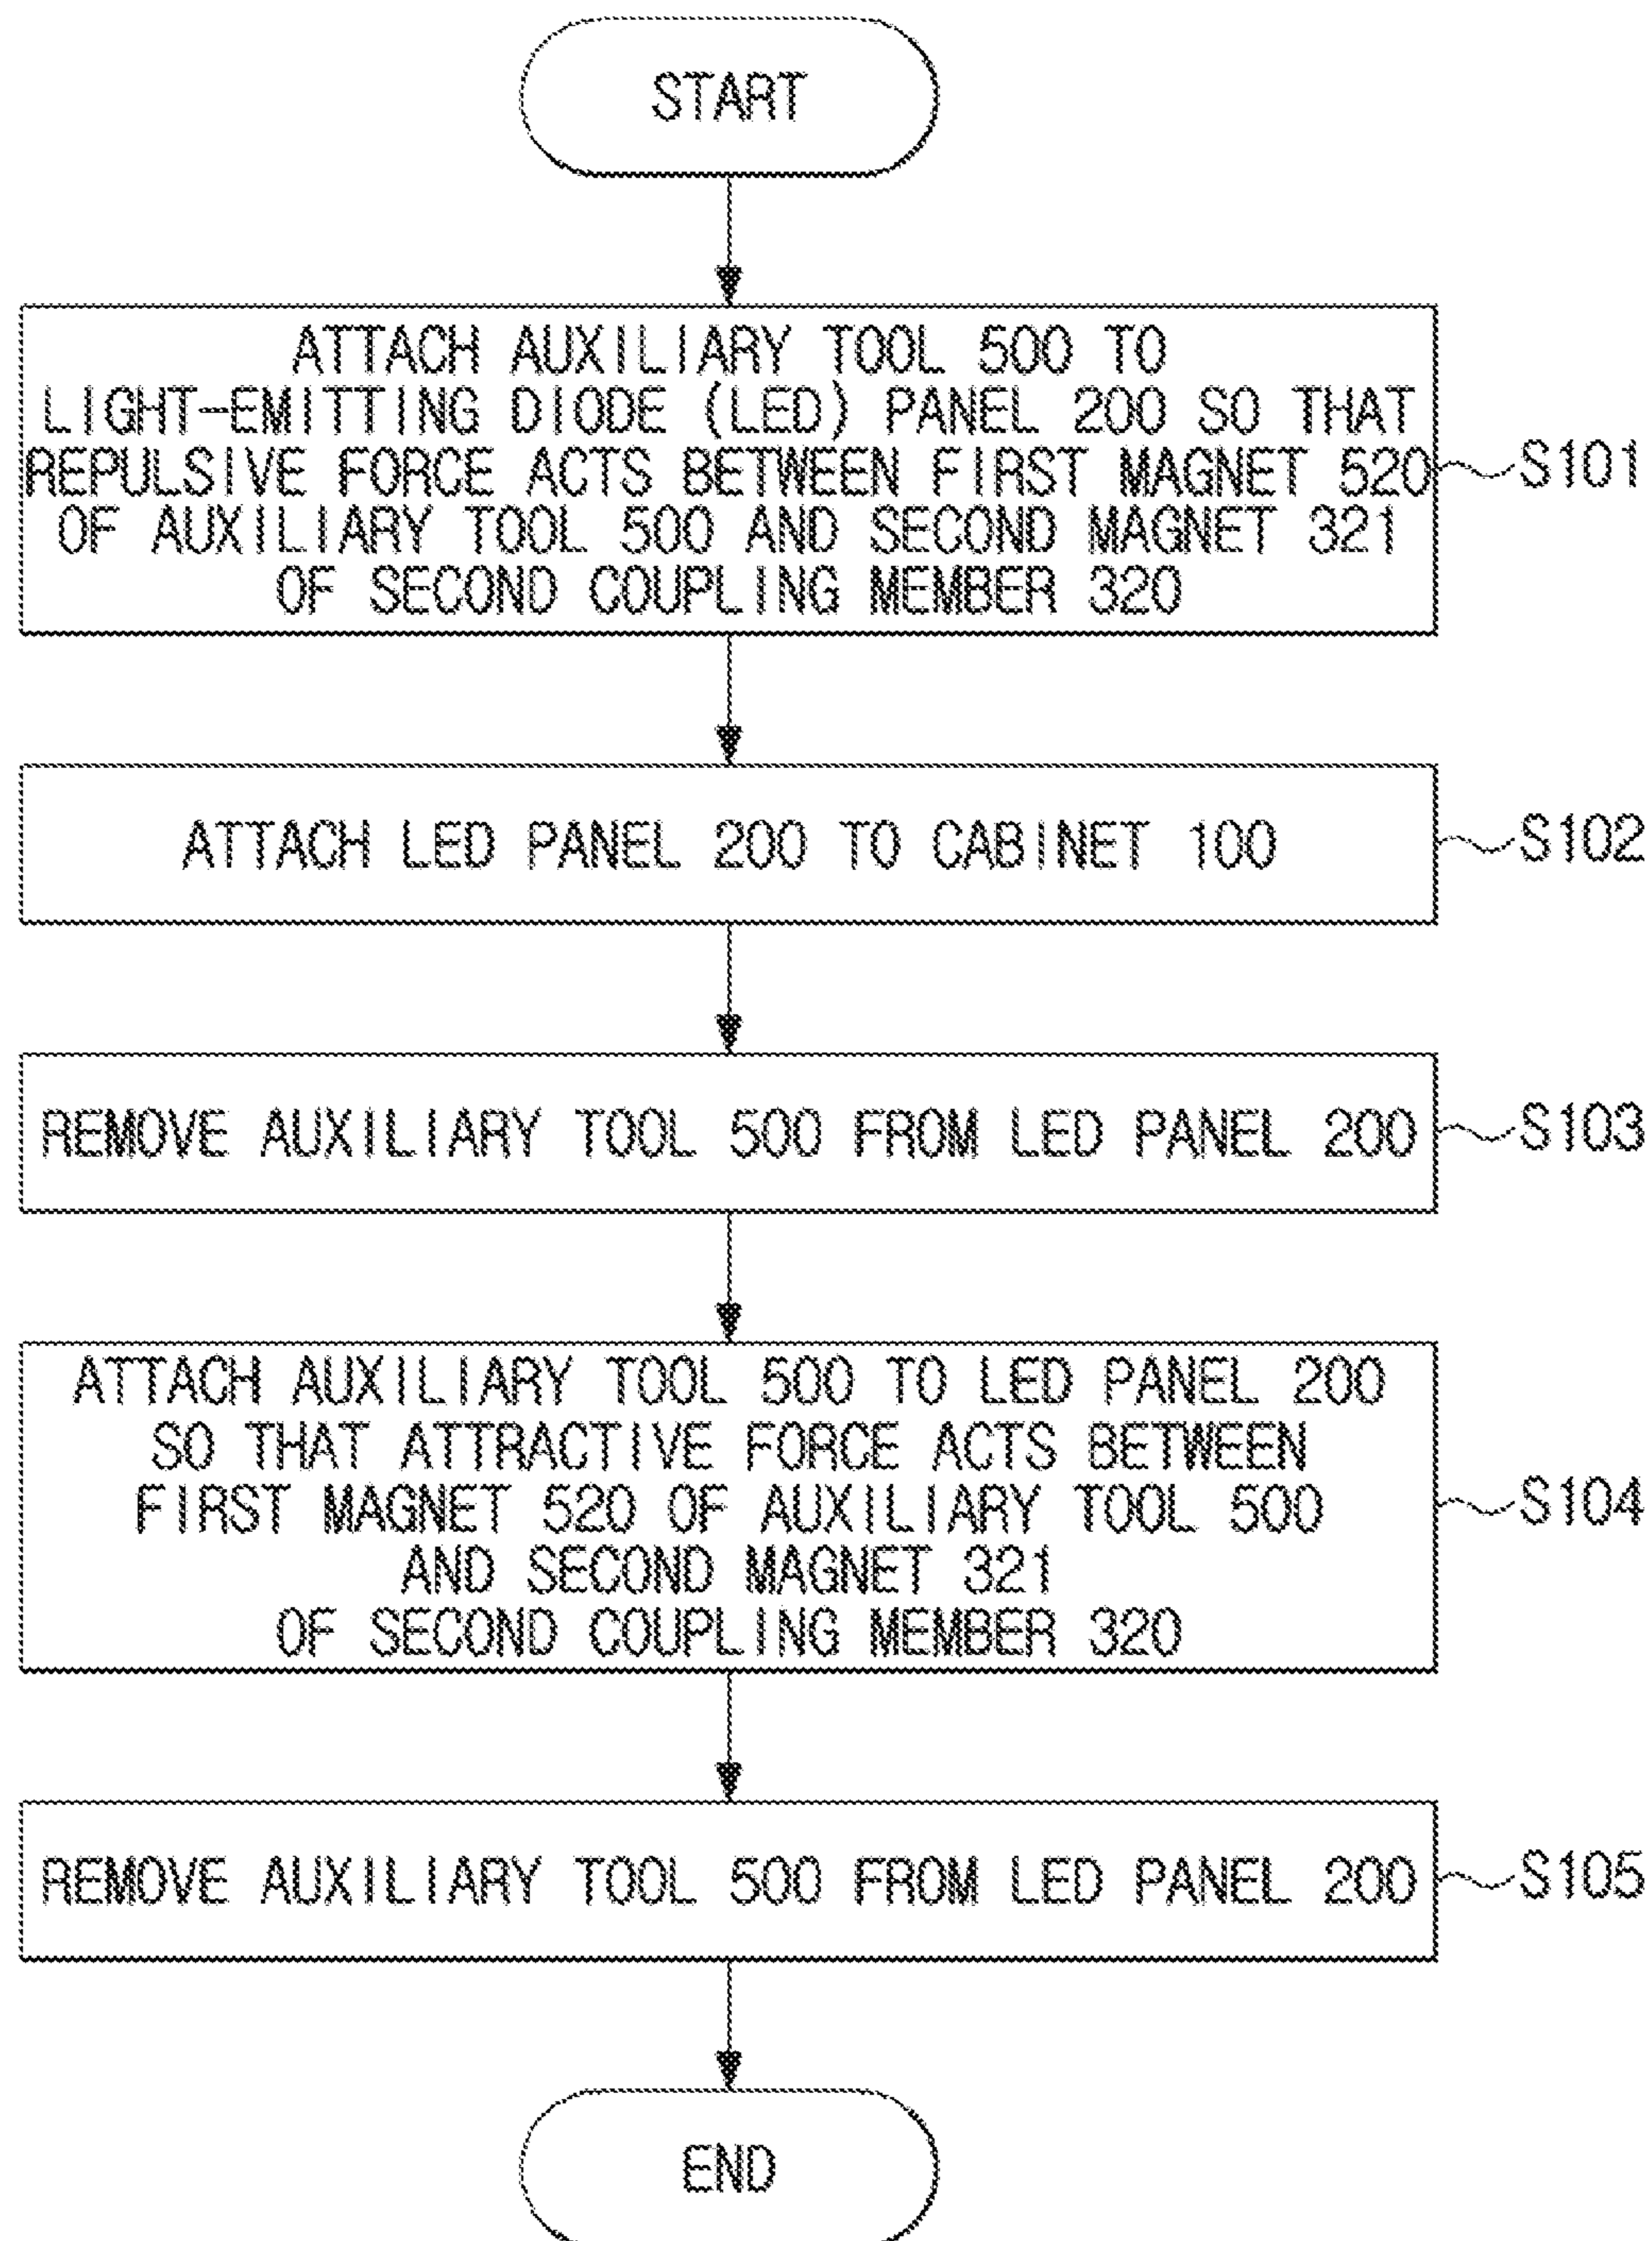 START
ATTACH AUXILIARY TOOL 500 TO
LIGHT-EMITTING DIODE (LED) PANEL 200 SO THAT
REPULSIVE FORCE ACTS BETWEEN FIRST MAGNET 520
OF AUXILIARY TOOL 500 AND SECOND MAGNET 321
OF SECOND COUPLING MEMBER 320
S101
ATTACH LED PANEL 200 TO CABINET 100
S102
REMOVE AUXILIARY TOOL 500 FROM LED PANEL 200
S103
ATTACH AUXILIARY TOOL 500 TO LED PANEL 200
SO THAT ATTRACTIVE FORCE ACTS BETWEEN
FIRST MAGNET 520 OF AUXILIARY TOOL 500
AND SECOND MAGNET 321
OF SECOND COUPLING MEMBER 320
S104
REMOVE AUXILIARY TOOL 500 FROM LED PANEL 200
S105
END